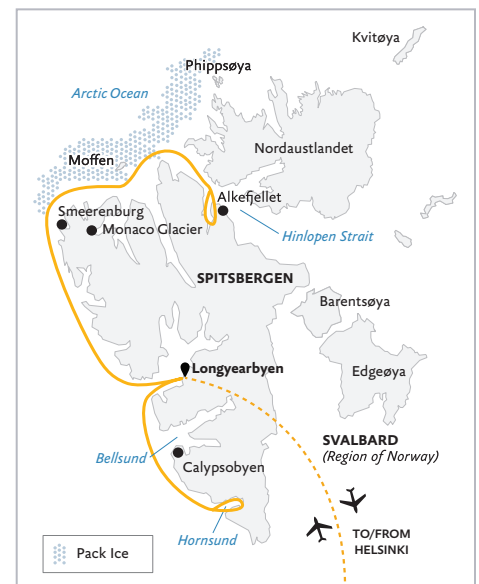 Kvitøya
Phippsøya
Arctic Ocean
Nordaustlandet
Moffen
Alkefjellet
Smeerenburg
Monaco Glacier
Hinlopen Strait
SPITSBERGEN
Barentsøya
Longyearbyen
Edgeøya
SVALBARD
(Region of Norway)
Bellsund
Calypsobyen
Hornsund
TO/FROM
HELSINKI
Pack Ice